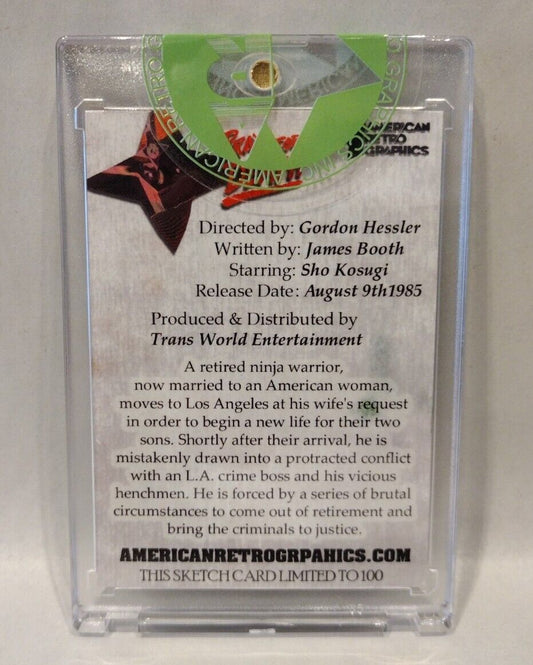 AMERICAN RETROGRAPHICS INC. AMERICAN RETRO
AMERICAN
RETRO
GRAPHICS
Directed by: Gordon Hessler
Written by: James Booth
Starring: Sho Kosugi
Release Date: August 9th1985
Produced & Distributed by
Trans World Entertainment
A retired ninja warrior,
now married to an American woman,
moves to Los Angeles at his wife's request
in order to begin a new life for their two
sons. Shortly after their arrival, he is
mistakenly drawn into a protracted conflict
with an L.A. crime boss and his vicious
henchmen. He is forced by a series of brutal
circumstances to come out of retirement and
bring the criminals to justice.
AMERICANRETROGRPAHICS.COM
THIS SKETCH CARD LIMITED TO 100